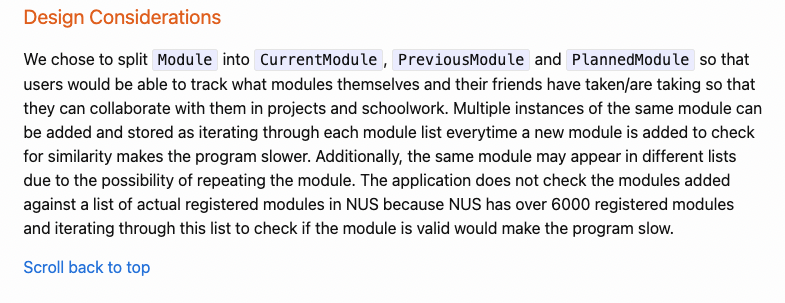 Design Considerations
We chose to split Module into CurrentModule, PreviousModule and PlannedModule so that
users would be able to track what modules themselves and their friends have taken/are taking so that
they can collaborate with them in projects and schoolwork. Multiple instances of the same module can
be added and stored as iterating through each module list everytime a new module is added to check
for similarity makes the program slower. Additionally, the same module may appear in different lists
due to the possibility of repeating the module. The application does not check the modules added
against a list of actual registered modules in NUS because NUS has over 6000 registered modules
and iterating through this list to check if the module is valid would make the program slow.
Scroll back to top